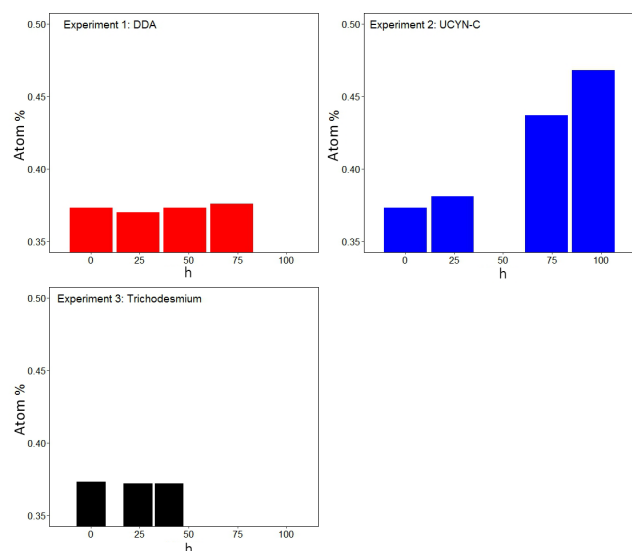 Experiment 1: DDA
0.50
0.45
0.40
0.35
Atom %
0 25 50 75 100
h
Experiment 2: UCYN-C
0.50
0.45
0.40
0.35
Atom %
0 25 50 75 100
h
Experiment 3: Trichodesmium
0.50
0.45
0.40
0.35
Atom %
0 25 50 75 100
h